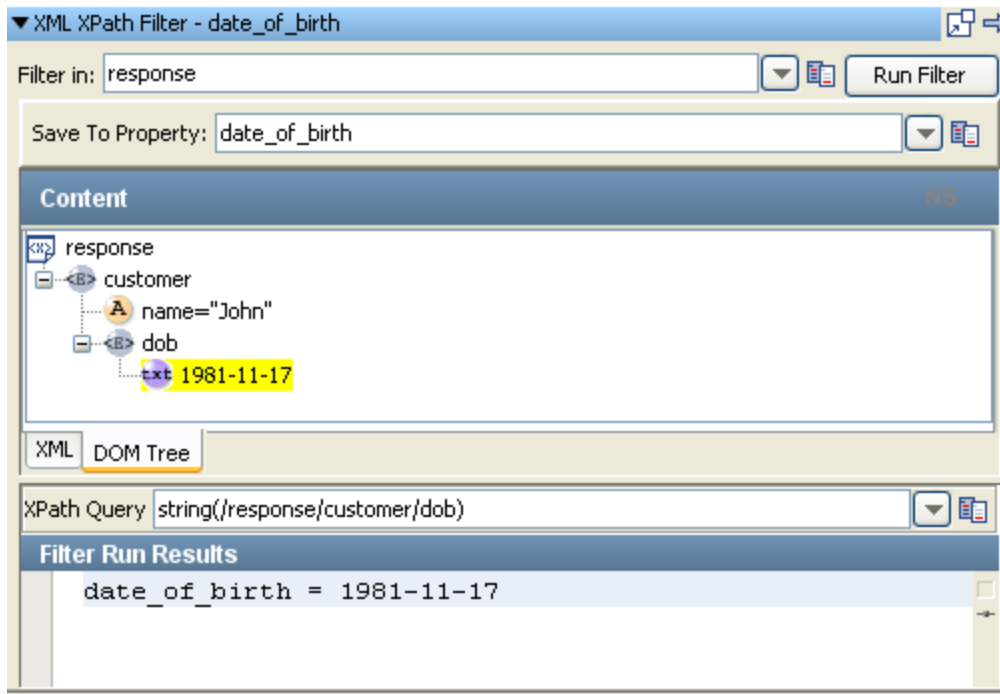 XML XPath Filter - date_of_birth
Filter in: response Run Filter
Save To Property: date_of_birth
Content NS
<x> response
<E> customer
A name="John"
<E> dob
txt 1981-11-17
XML DOM Tree
XPath Query string(/response/customer/dob)
Filter Run Results
date_of_birth = 1981-11-17